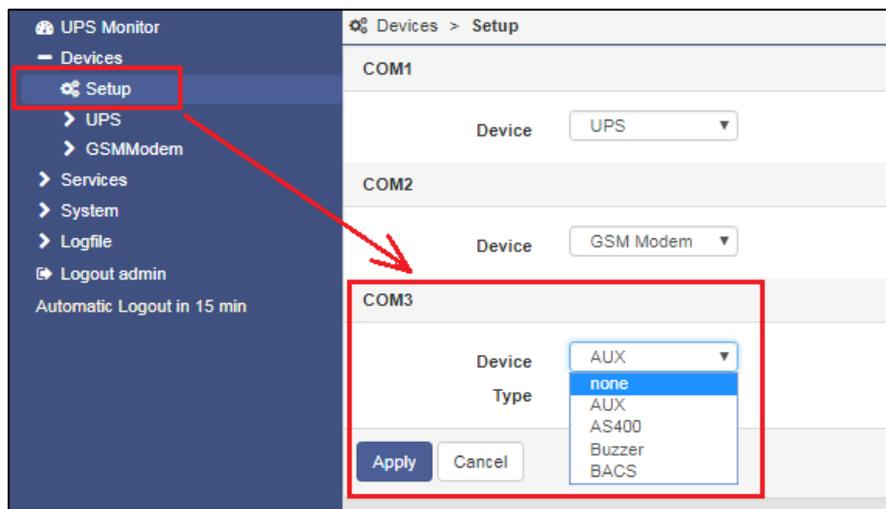 UPS Monitor
Devices
Setup
UPS
GSMModem
Services
System
Logfile
Logout admin
Automatic Logout in 15 min
Devices > Setup
COM1
Device UPS
COM2
Device GSM Modem
COM3
Device AUX
Type
none
AUX
AS400
Buzzer
BACS
Apply Cancel